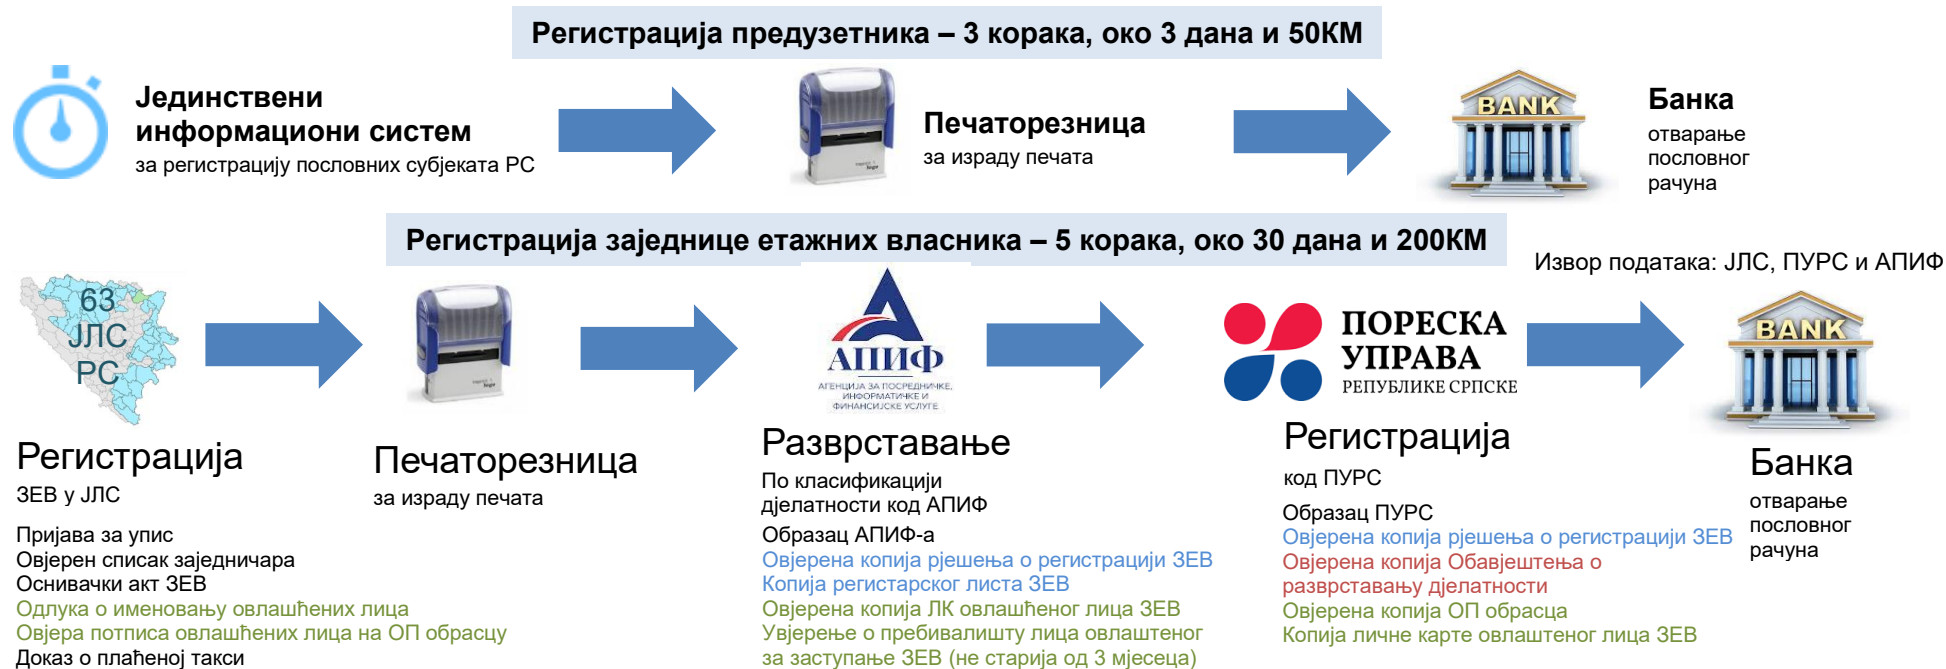 Регистрација предузетника – 3 корака, око 3 дана и 50КМ
Јединствени
информациони систем
за регистрацију пословних субјеката РС
Печаторезница
за израду печата
BANK
Банка
отварање
пословног
рачуна
Регистрација заједнице етажних власника – 5 корака, око 30 дана и 200КМ
Извор података: ЈЛС, ПУРС и АПИФ
63
ЈЛС
РС
АПИФ
АГЕНЦИЈА ЗА ПОСРЕДНИЧКЕ,
ИНФОРМАТИЧКЕ И
ФИНАНСИЈСКЕ УСЛУГЕ
ПОРЕСКА
УПРАВА
РЕПУБЛИКЕ СРПСКЕ
BANK
Регистрација
ЗЕВ у ЈЛС
Пријава за упис
Овјерен списак заједничара
Оснивачки акт ЗЕВ
Одлука о именовању овлашћених лица
Овјера потписа овлашћених лица на ОП обрасцу
Доказ о плаћеној такси
Печаторезница
за израду печата
Разврставање
По класификацији
дјелатности код АПИФ
Образац АПИФ-а
Овјерена копија рјешења о регистрацији ЗЕВ
Копија регистарског листа ЗЕВ
Овјерена копија ЛК овлашћеног лица ЗЕВ
Увјерење о пребивалишту лица овлаштеног
за заступање ЗЕВ (не старија од 3 мјесеца)
Регистрација
код ПУРС
Образац ПУРС
Овјерена копија рјешења о регистрацији ЗЕВ
Овјерена копија Обавјештења о
разврставању дјелатности
Овјерена копија ОП обрасца
Копија личне карте овлаштеног лица ЗЕВ
Банка
отварање
пословног
рачуна